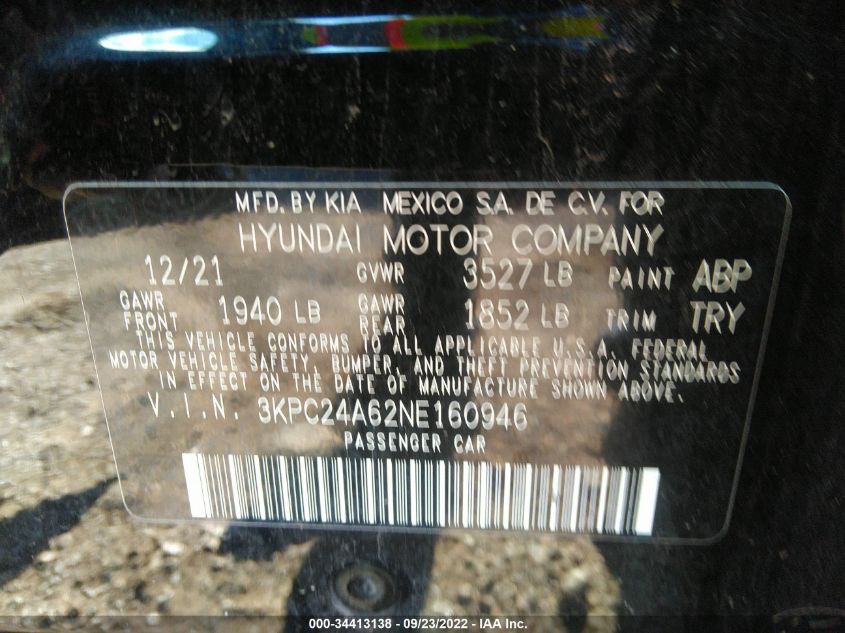 MFD. BY KIA MEXICO S.A. DE C.V. FOR
HYUNDAI MOTOR COMPANY
12/21 GVWR 3527 LB PAINT ABP
GAWR FRONT 1940 LB GAWR REAR 1852 LB TRIM TRY
THIS VEHICLE CONFORMS TO ALL APPLICABLE U.S.A. FEDERAL
MOTOR VEHICLE SAFETY, BUMPER, AND THEFT PREVENTION STANDARDS
IN EFFECT ON THE DATE OF MANUFACTURE SHOWN ABOVE.
V.I.N. 3KPC24A62NE160946
PASSENGER CAR
000-34413138 - 09/23/2022 - IAA Inc.